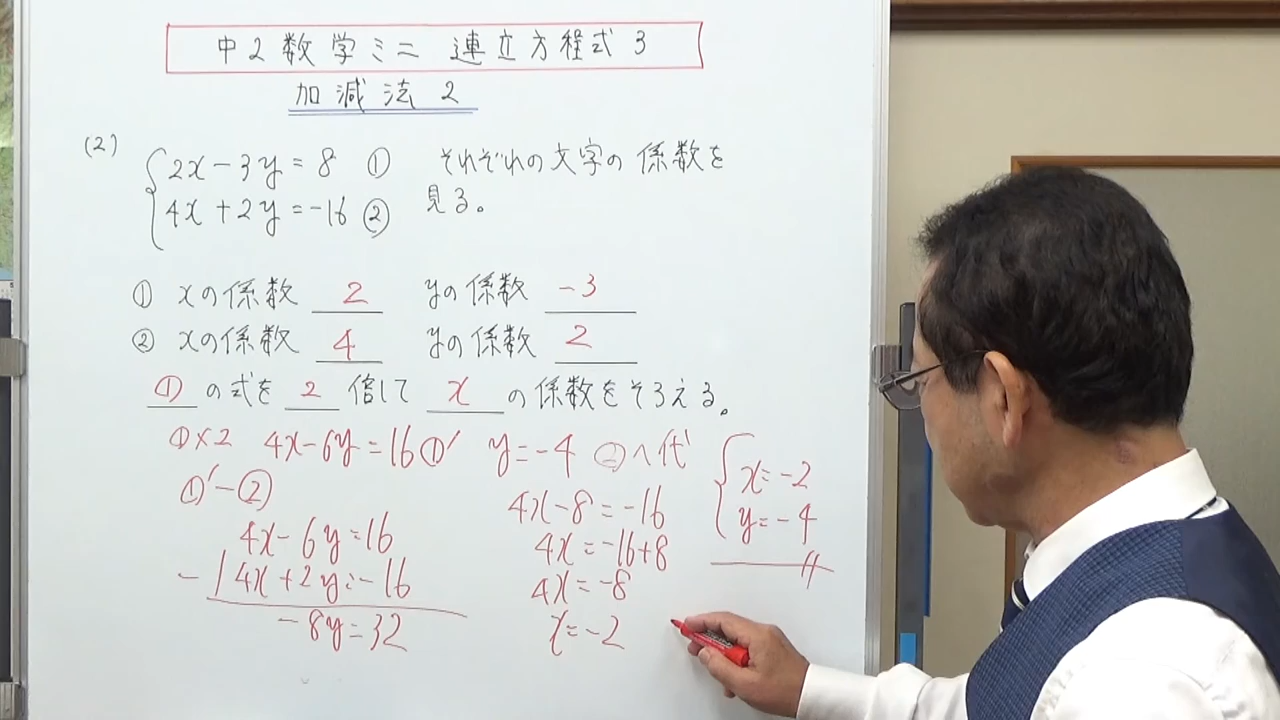 中2数学ミニ 連立方程式3
加減法2
(2)
2x-3y=8 ① それぞれの文字の係数を
4x+2y=-16 ② 見る。
① xの係数 2 yの係数 -3
② xの係数 4 yの係数 2
①の式を 2 倍して x の係数をそろえる。
①×2 4x-6y=16 ①′ y=-4 ②へ代
①′-②
4x-6y=16
-)4x+2y=-16
-8y=32
4x-8=-16
4x=-16+8
4x=-8
x=-2
x=-2
y=-4